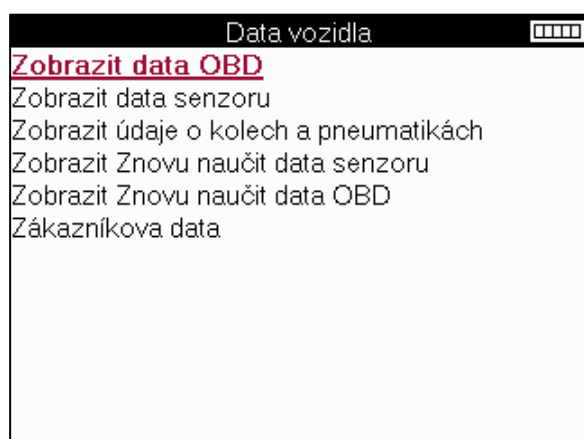 Data vozidla
Zobrazit data OBD
Zobrazit data senzoru
Zobrazit údaje o kolech a pneumatikách
Zobrazit Znovu naučit data senzoru
Zobrazit Znovu naučit data OBD
Zákazníkova data